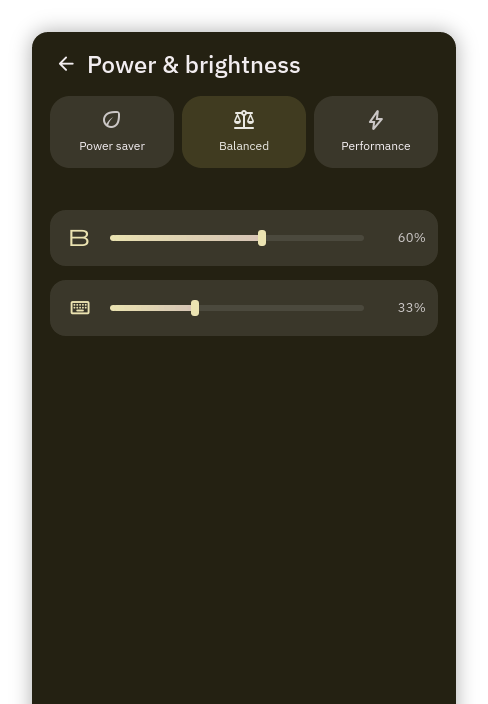 Power & brightness
Power saver
Balanced
Performance
B
60%
33%